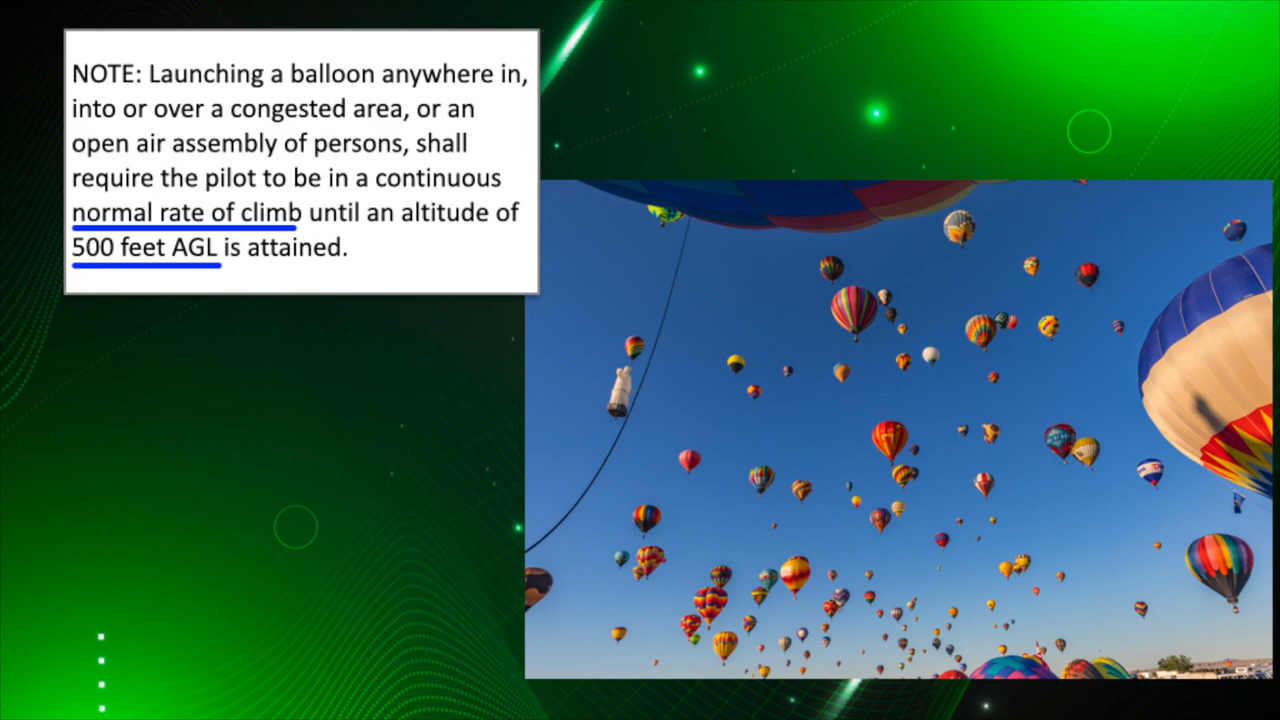 NOTE: Launching a balloon anywhere in,
into or over a congested area, or an
open air assembly of persons, shall
require the pilot to be in a continuous
normal rate of climb until an altitude of
500 feet AGL is attained.